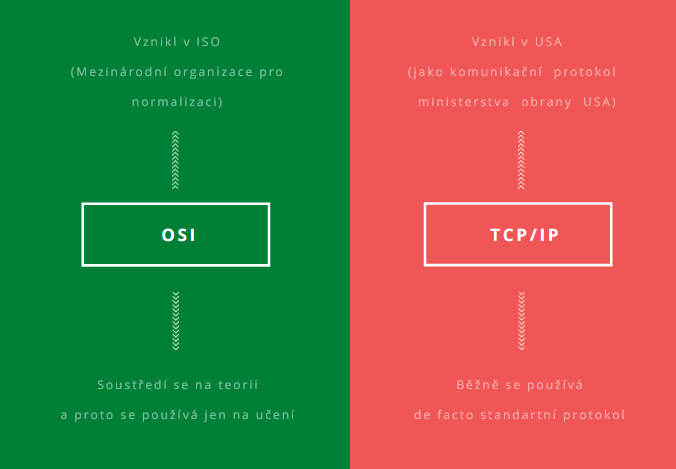 Vznikl v ISO
(Mezinárodní organizace pro
normalizaci)
OSI
Soustředí se na teorii
a proto se používá jen na učení
Vznikl v USA
(jako komunikační protokol
ministerstva obrany USA)
TCP/IP
Běžně se používá
de facto standartní protokol